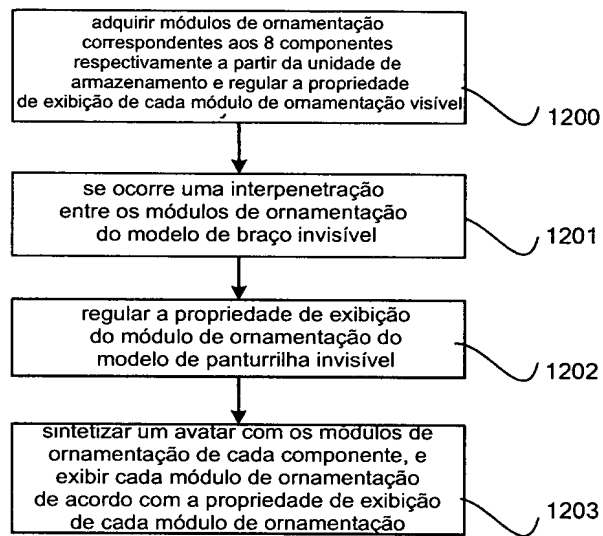 adquirir módulos de ornamentação
correspondentes aos 8 componentes
respectivamente a partir da unidade de
armazenamento e regular a propriedade
de exibição de cada módulo de ornamentação visível
1200
se ocorre uma interpenetração
entre os módulos de ornamentação
do modelo de braço invisível
1201
regular a propriedade de exibição
do módulo de ornamentação do
modelo de panturrilha invisível
1202
sintetizar um avatar com os módulos de
ornamentação de cada componente, e
exibir cada módulo de ornamentação
de acordo com a propriedade de exibição
de cada módulo de ornamentação
1203